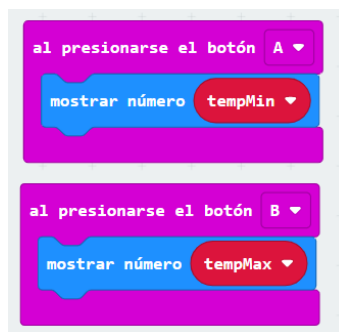 al presionarse el botón A
mostrar número tempMin
al presionarse el botón B
mostrar número tempMax